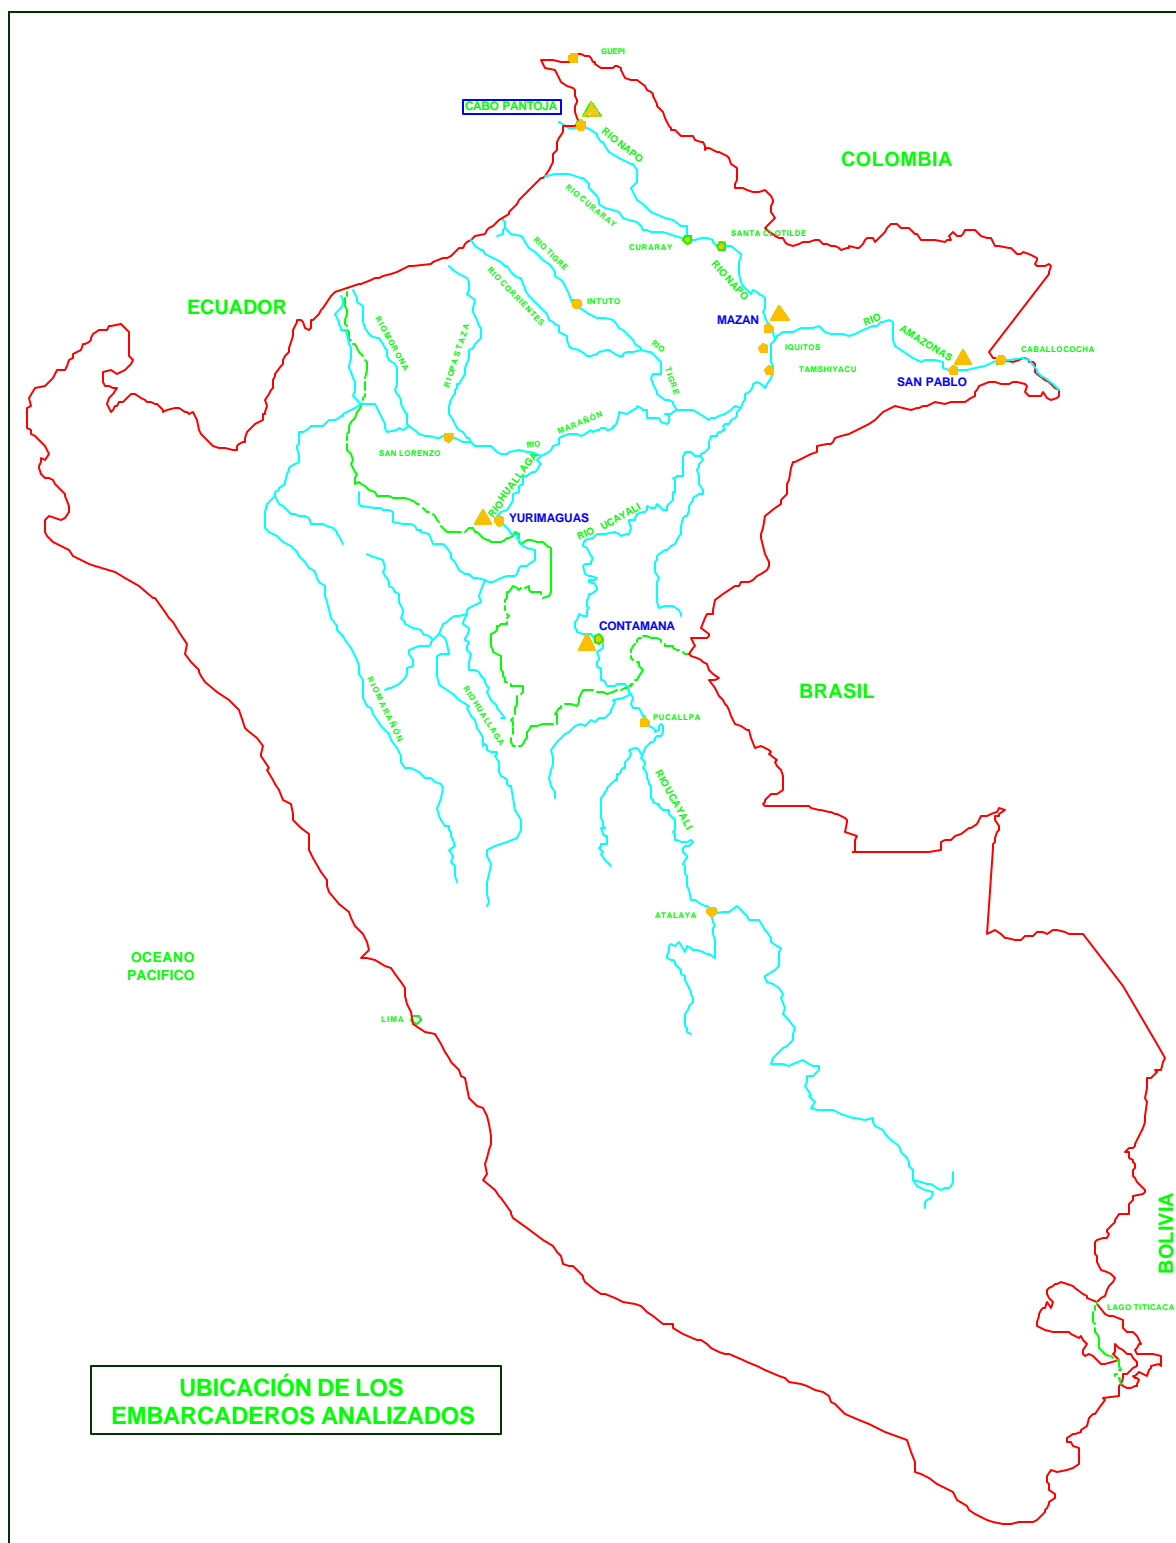 GUEPI
CABO PANTOJA
RIO NAPO
COLOMBIA
RIO CURARAY
SANTA CLOTILDE
CURARAY
RIO TIGRE
RIO NAPO
RIO CORRIENTES
INTUTO
ECUADOR
MAZAN
RIO
AMAZONAS
RIO MORONA
RIO PASTAZA
RIO
TIGRE
IQUITOS
TAMSHIYACU
CABALLOCOCHA
SAN PABLO
RIO
MARAÑÓN
SAN LORENZO
RIO HUALLAGA
YURIMAGUAS
RIO UCAYALI
CONTAMANA
BRASIL
RIO MARAÑÓN
RIO HUALLAGA
PUCALLPA
RIO UCAYALI
ATALAYA
OCEANO
PACIFICO
LIMA
BOLIVIA
LAGO TITICACA
UBICACIÓN DE LOS
EMBARCADEROS ANALIZADOS